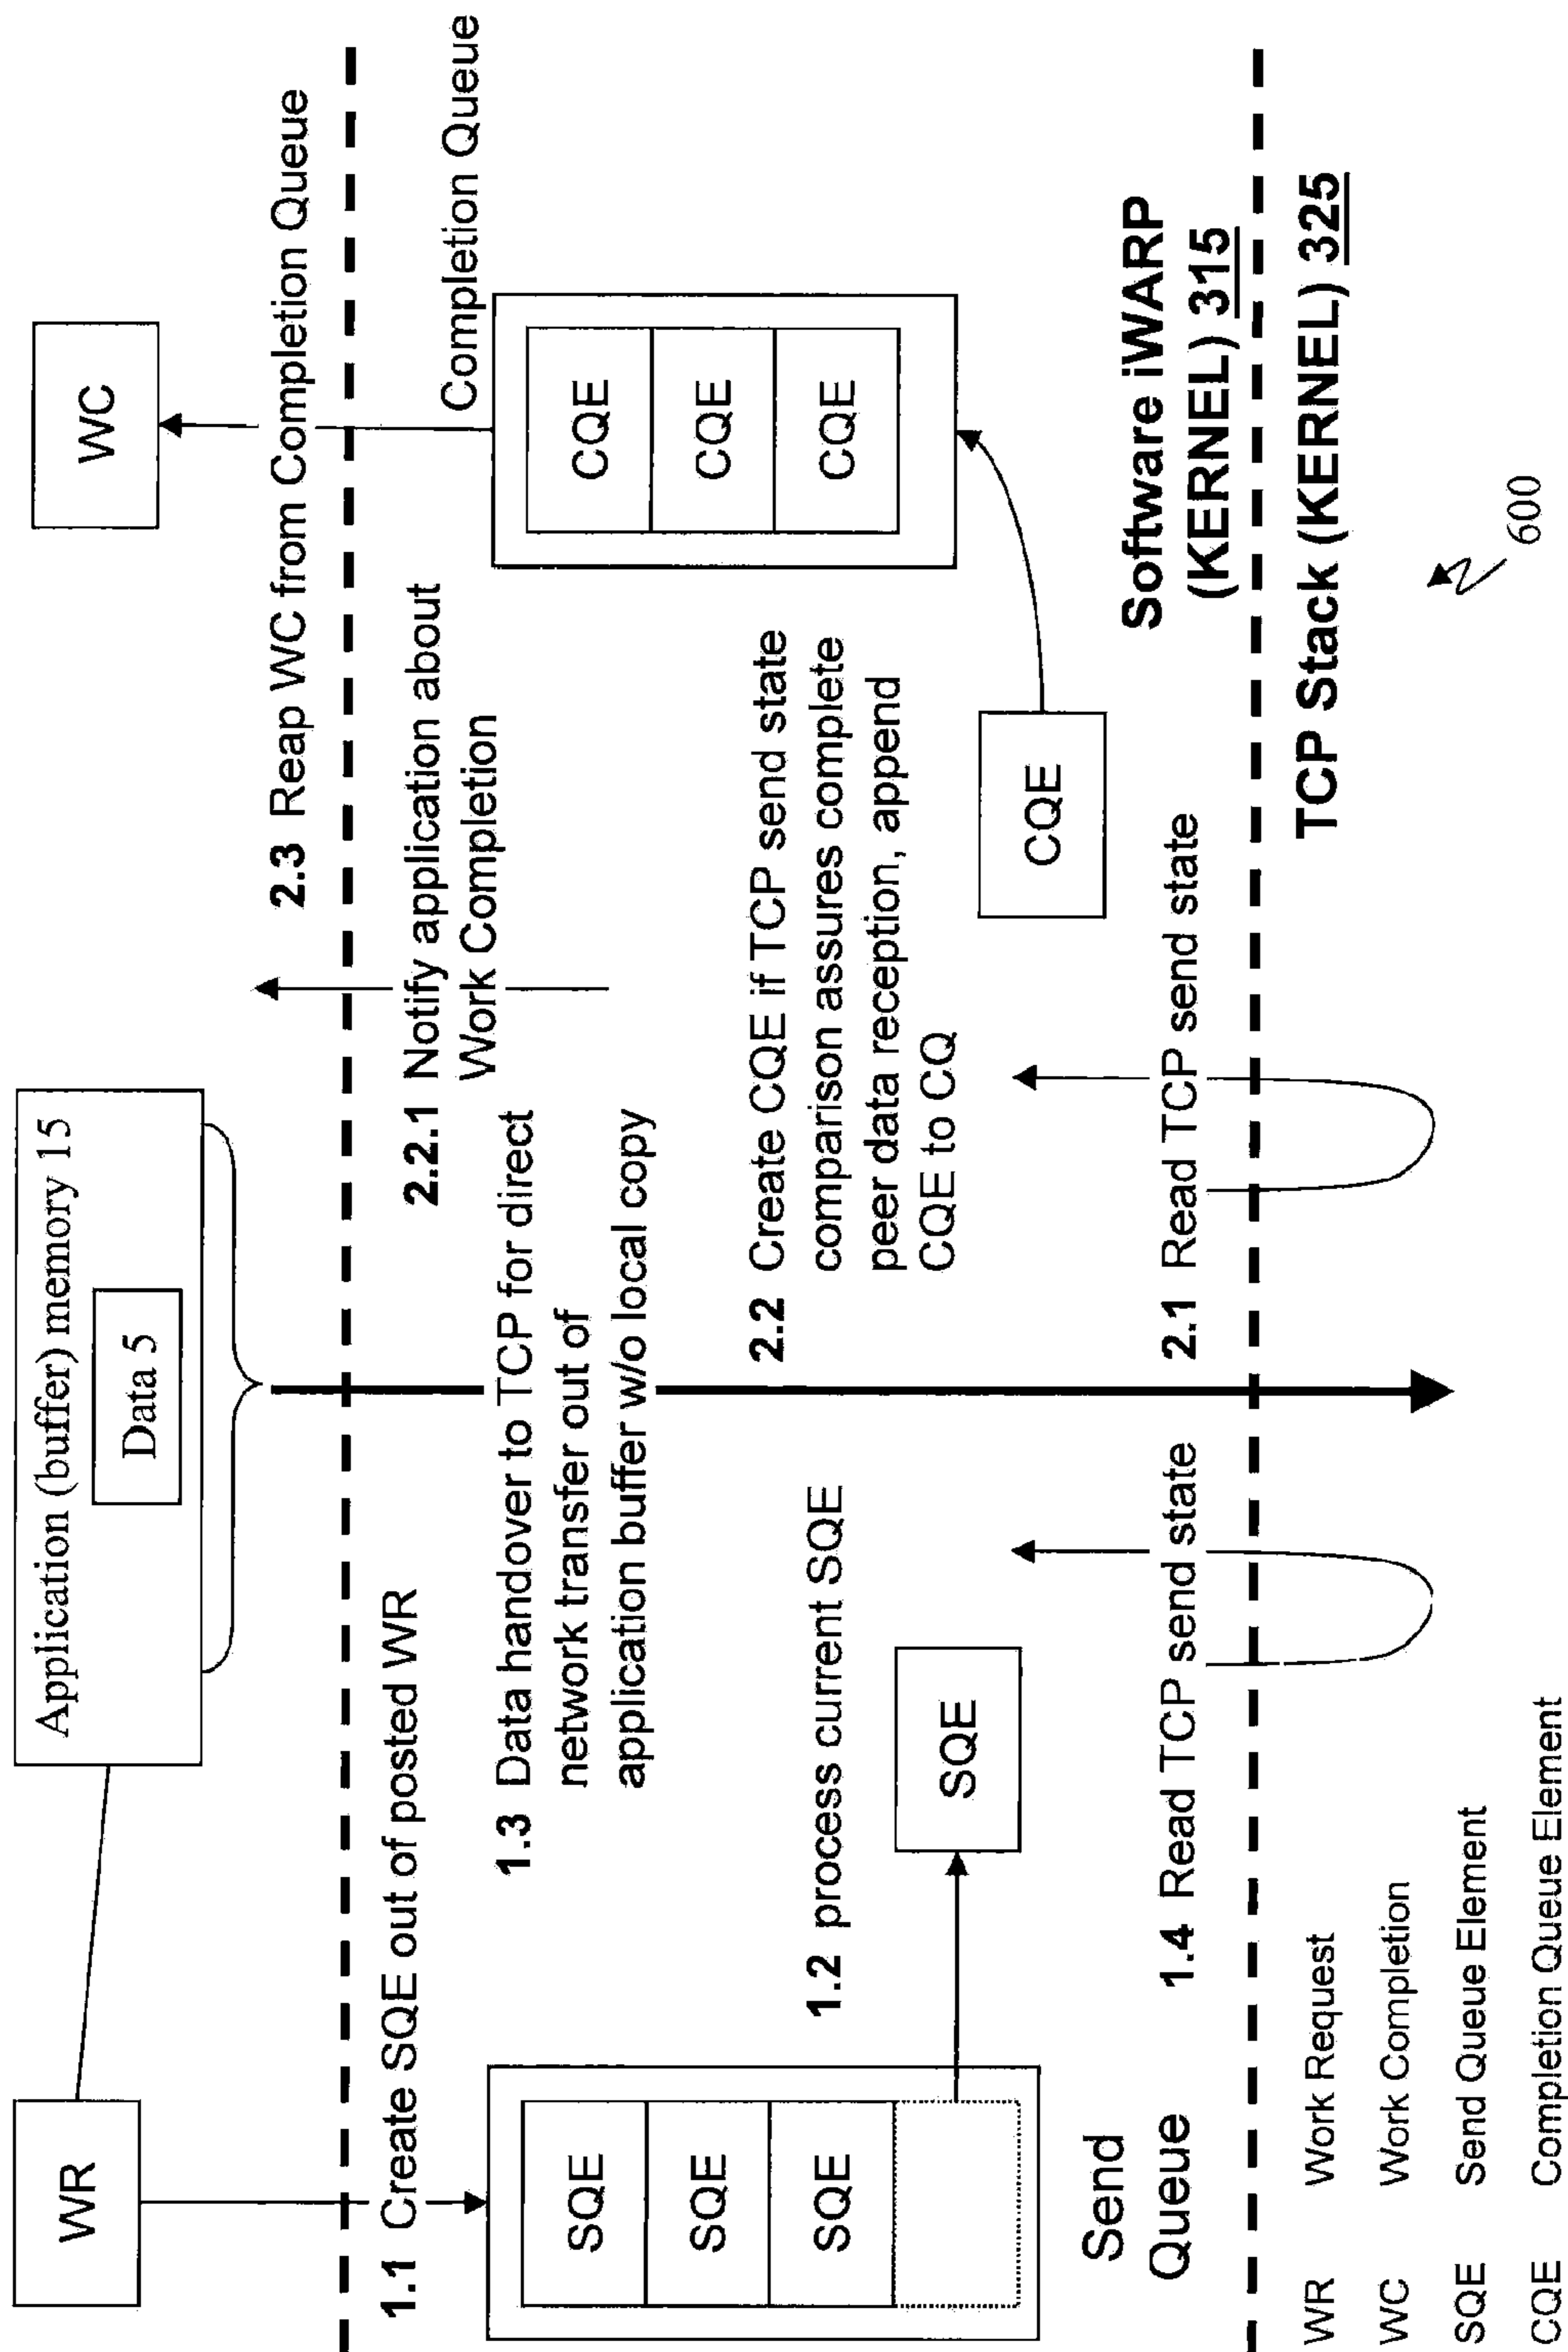 WR
Application (buffer) memory 15
Data 5
WC
2.3 Reap WC from Completion Queue
1.1 Create SQE out of posted WR
2.2.1 Notify application about
Work Completion
Completion Queue
1.3 Data handover to TCP for direct
network transfer out of
application buffer w/o local copy
SQE
SQE
SQE
CQE
CQE
CQE
2.2 Create CQE if TCP send state
comparison assures complete
peer data reception, append
CQE to CQ
1.2 process current SQE
SQE
CQE
Send
Queue
Software iWARP
(KERNEL) 315
1.4 Read TCP send state
2.1 Read TCP send state
TCP Stack (KERNEL) 325
WR Work Request
WC Work Completion
SQE Send Queue Element
CQE Completion Queue Element
600